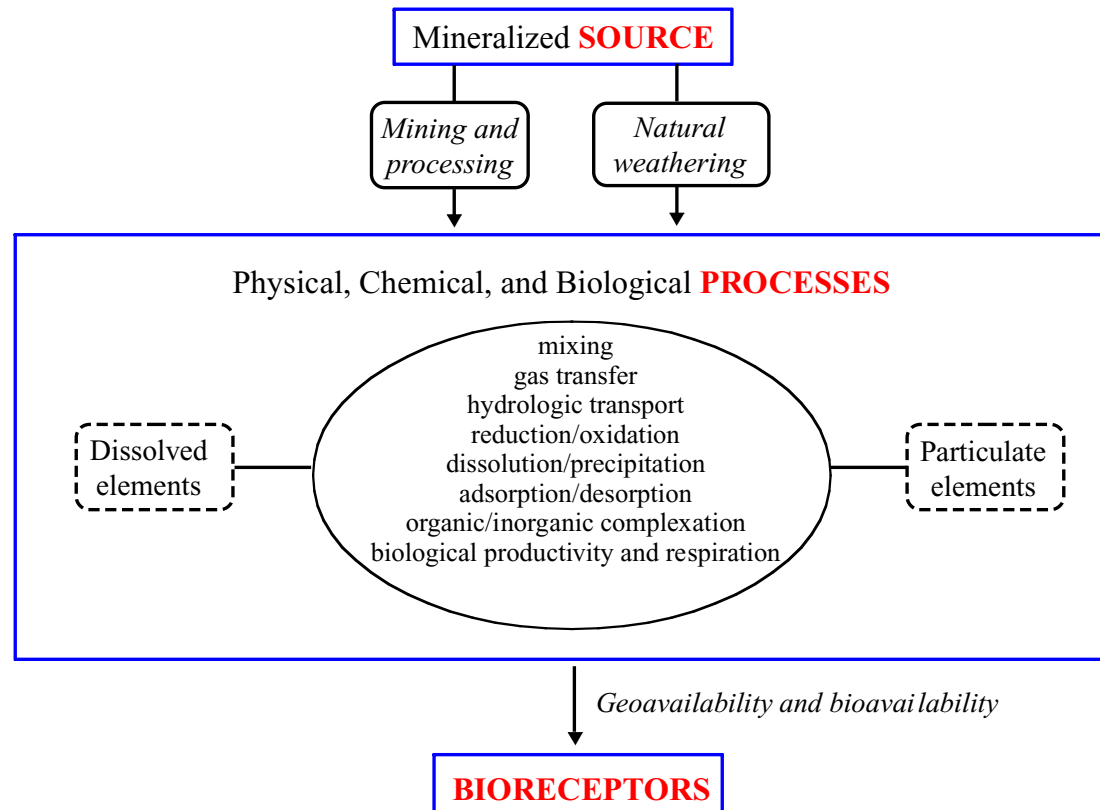 Mineralized SOURCE
Mining and
processing
Natural
weathering
Physical, Chemical, and Biological PROCESSES
mixing
gas transfer
hydrologic transport
reduction/oxidation
dissolution/precipitation
adsorption/desorption
organic/inorganic complexation
biological productivity and respiration
Dissolved
elements
Particulate
elements
Geoavailability and bioavailability
BIORECEPTORS